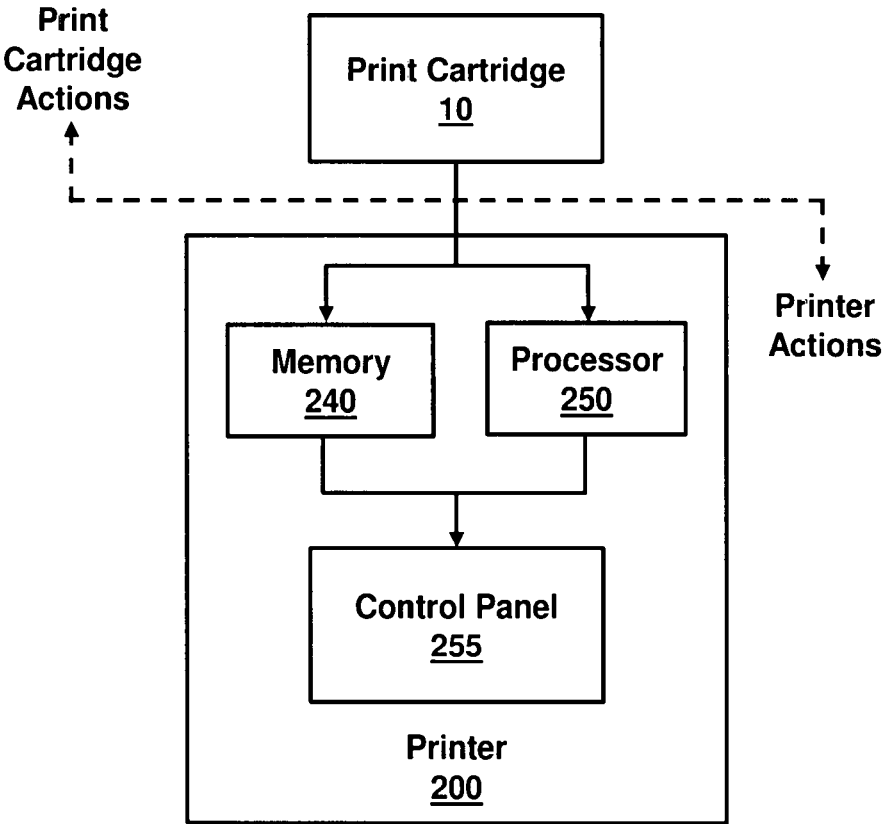 Print
Cartridge
Actions
Print Cartridge
10
Printer
Actions
Memory
240
Processor
250
Control Panel
255
Printer
200